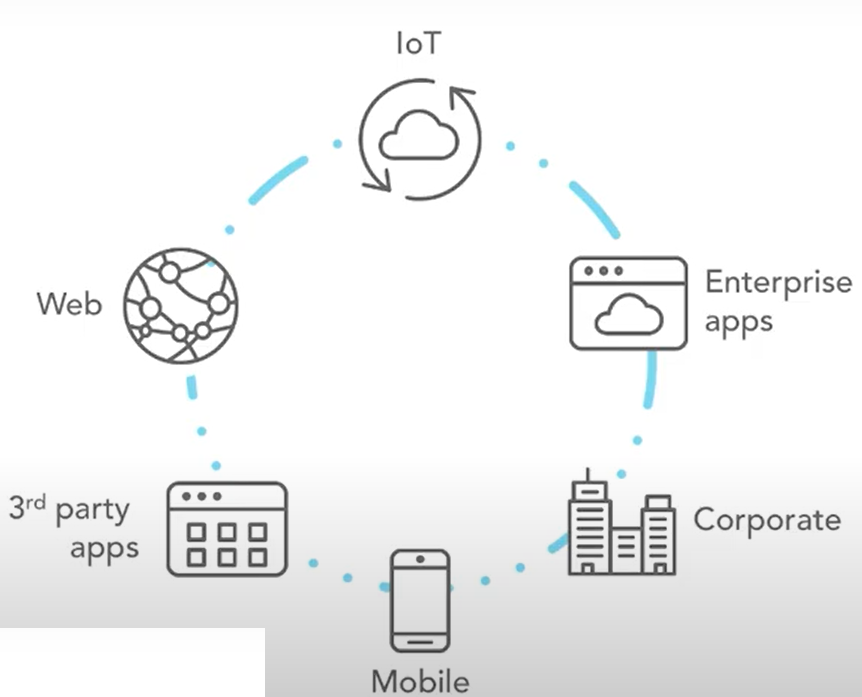 IoT
Web
Enterprise
apps
3rd party
apps
Corporate
Mobile